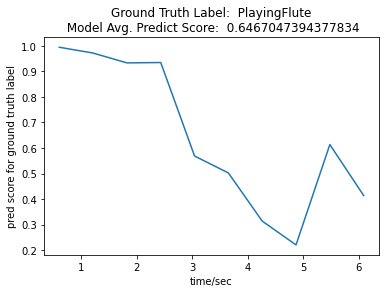 Ground Truth Label:  PlayingFlute
Model Avg. Predict Score:  0.6467047394377834
1.0
0.9
0.8
0.7
0.6
0.5
0.4
0.3
0.2
pred score for ground truth label
1 2 3 4 5 6
time/sec